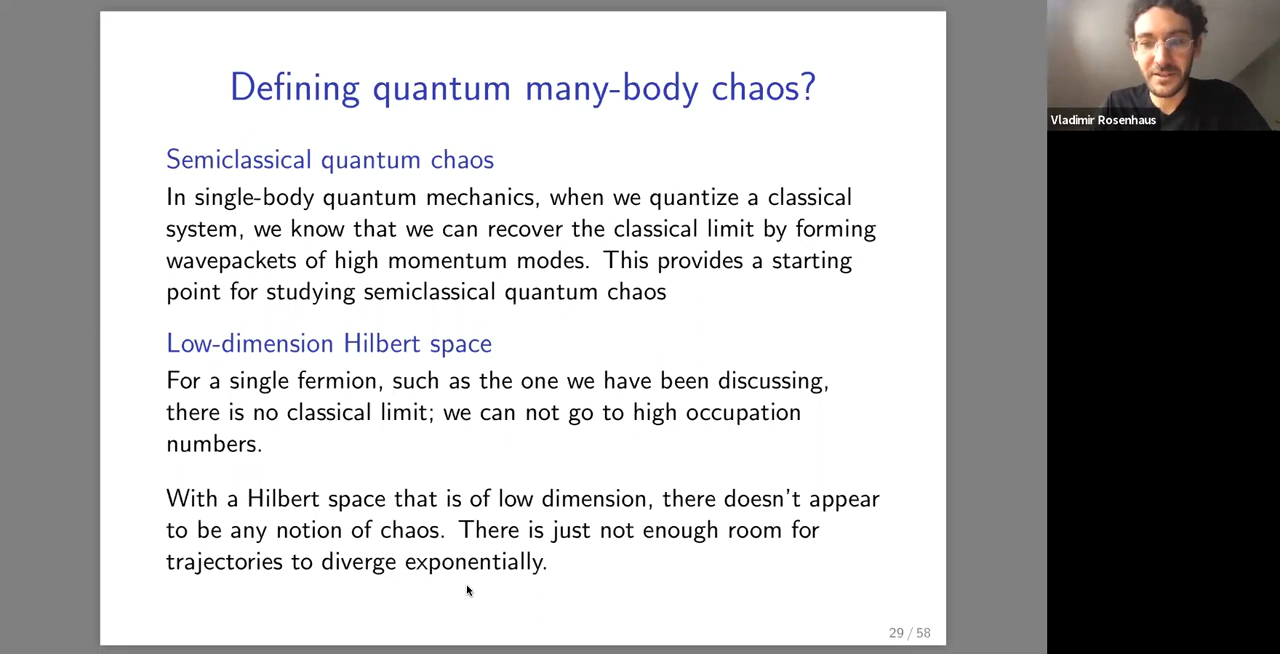 Defining quantum many-body chaos?
Semiclassical quantum chaos
In single-body quantum mechanics, when we quantize a classical
system, we know that we can recover the classical limit by forming
wavepackets of high momentum modes. This provides a starting
point for studying semiclassical quantum chaos
Low-dimension Hilbert space
For a single fermion, such as the one we have been discussing,
there is no classical limit; we can not go to high occupation
numbers.
With a Hilbert space that is of low dimension, there doesn't appear
to be any notion of chaos. There is just not enough room for
trajectories to diverge exponentially.
29 / 58
Vladimir Rosenhaus